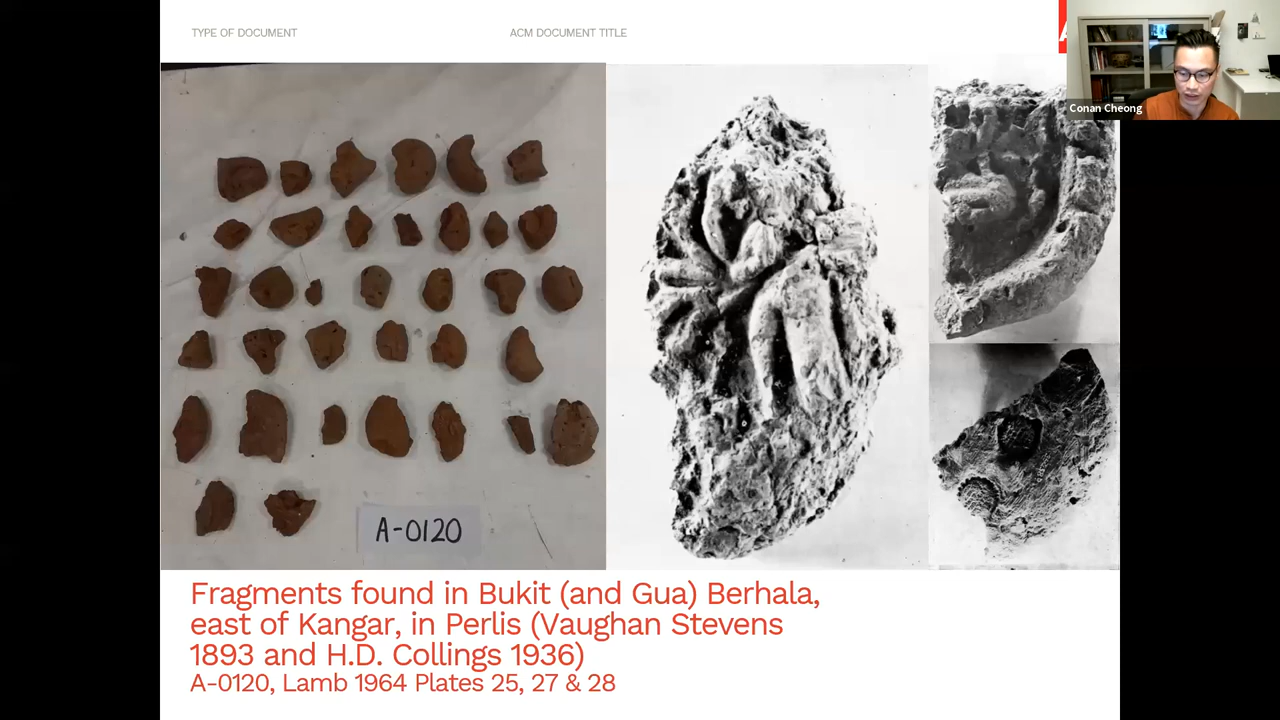 TYPE OF DOCUMENT
ACM DOCUMENT TITLE
Conan Cheong
A-0120
Fragments found in Bukit (and Gua) Berhala,
east of Kangar, in Perlis (Vaughan Stevens
1893 and H.D. Collings 1936)
A-0120, Lamb 1964 Plates 25, 27 & 28